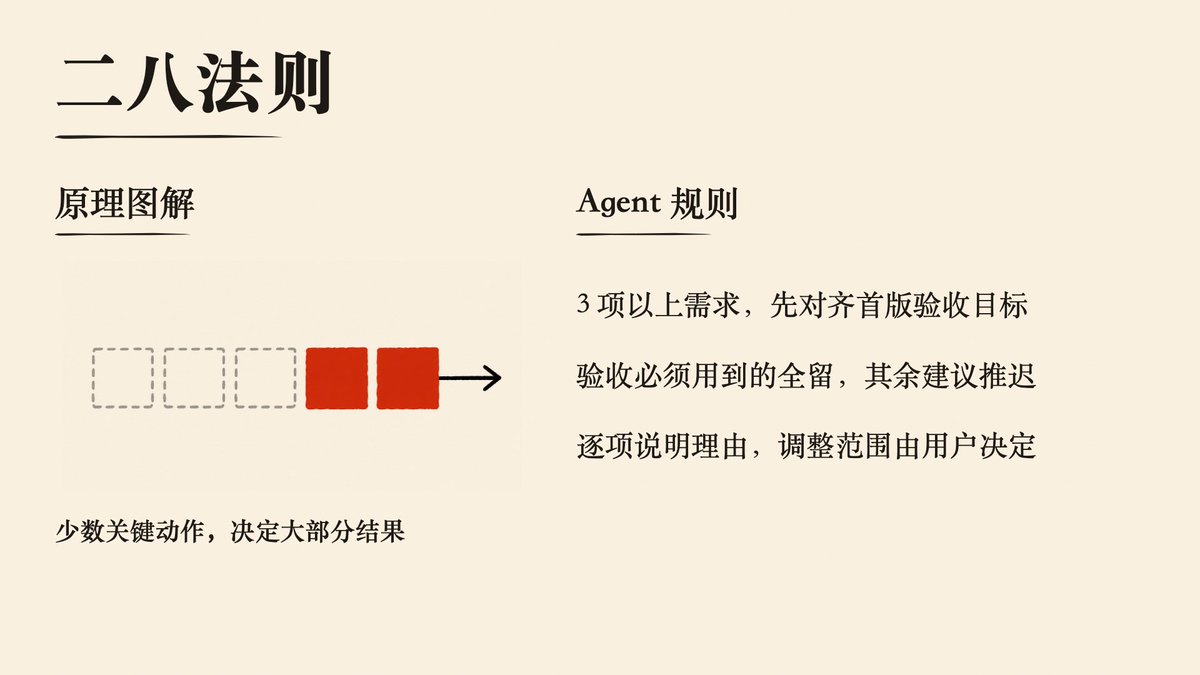 二八法则
原理图解
少数关键动作，决定大部分结果
Agent 规则
3 项以上需求，先对齐首版验收目标
验收必须用到的全留，其余建议推迟
逐项说明理由，调整范围由用户决定